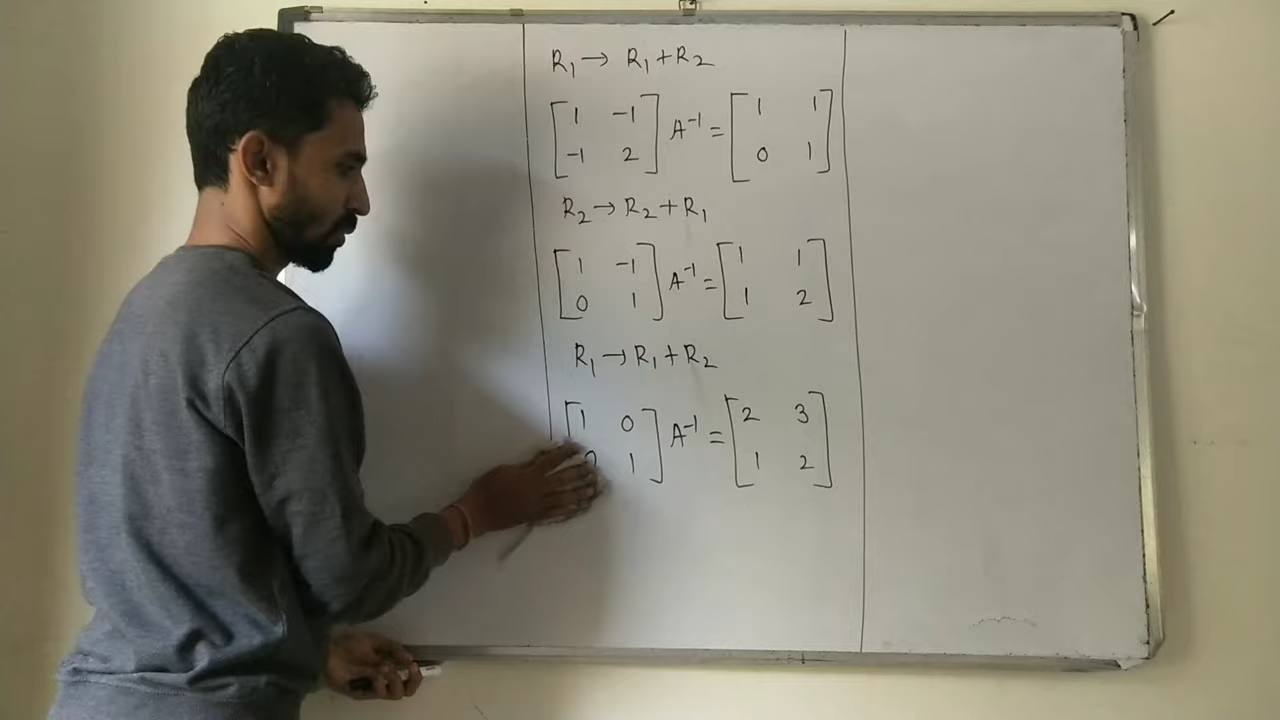 R₁ → R₁ + R₂
[1 -1; -1 2] A⁻¹ = [1 1; 0 1]
R₂ → R₂ + R₁
[1 -1; 0 1] A⁻¹ = [1 1; 1 2]
R₁ → R₁ + R₂
[1 0; 0 1] A⁻¹ = [2 3; 1 2]